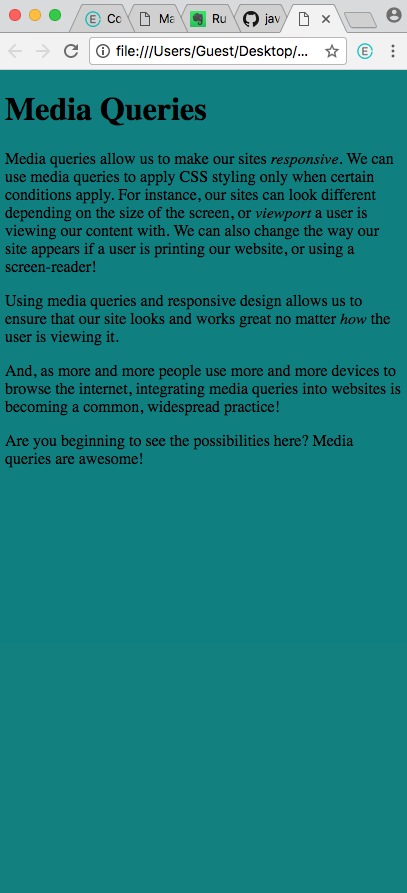 Co
Ma
Ru
jav
file:///Users/Guest/Desktop/...
Media Queries
Media queries allow us to make our sites responsive. We can
use media queries to apply CSS styling only when certain
conditions apply. For instance, our sites can look different
depending on the size of the screen, or viewport a user is
viewing our content with. We can also change the way our
site appears if a user is printing our website, or using a
screen-reader!
Using media queries and responsive design allows us to
ensure that our site looks and works great no matter how the
user is viewing it.
And, as more and more people use more and more devices to
browse the internet, integrating media queries into websites is
becoming a common, widespread practice!
Are you beginning to see the possibilities here? Media
queries are awesome!